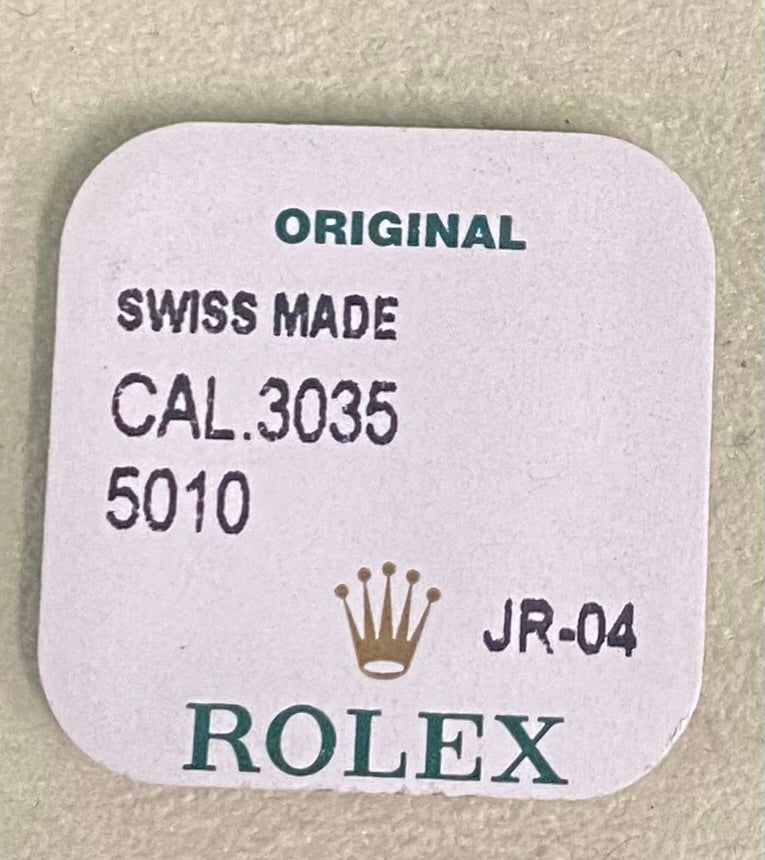 ORIGINAL
SWISS MADE
CAL.3035
5010
JR-04
ROLEX